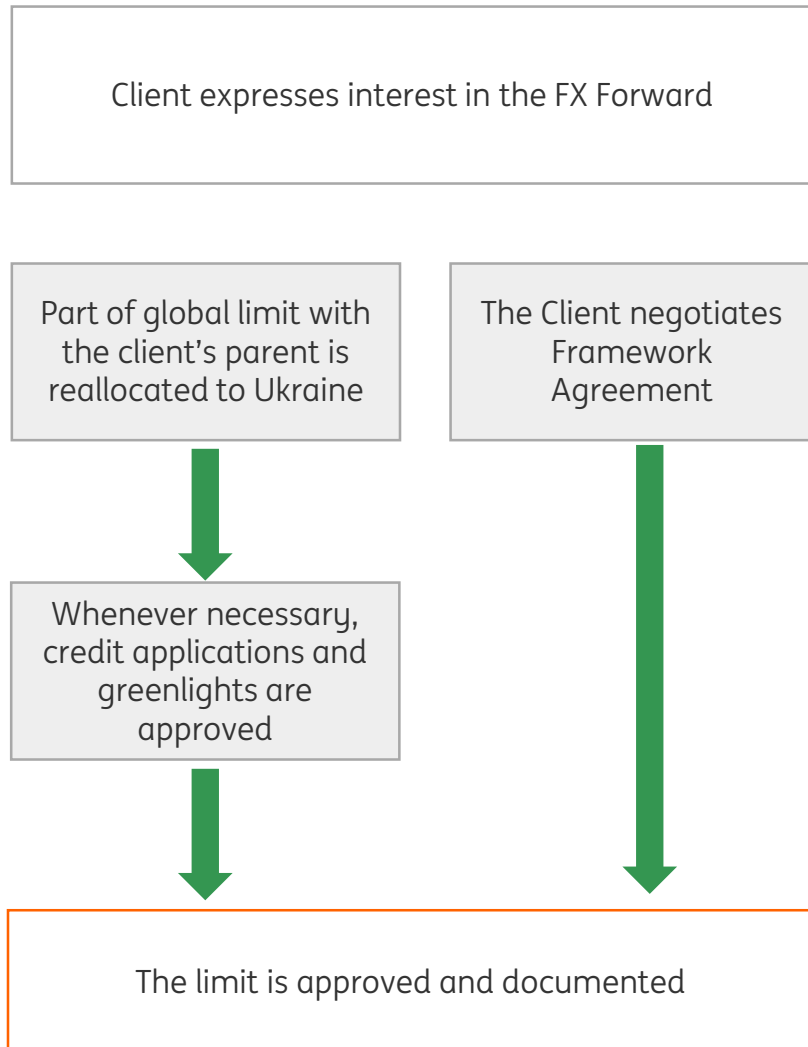 Client expresses interest in the FX Forward
Part of global limit with
the client's parent is
reallocated to Ukraine
The Client negotiates
Framework
Agreement
Whenever necessary,
credit applications and
greenlights are
approved
The limit is approved and documented